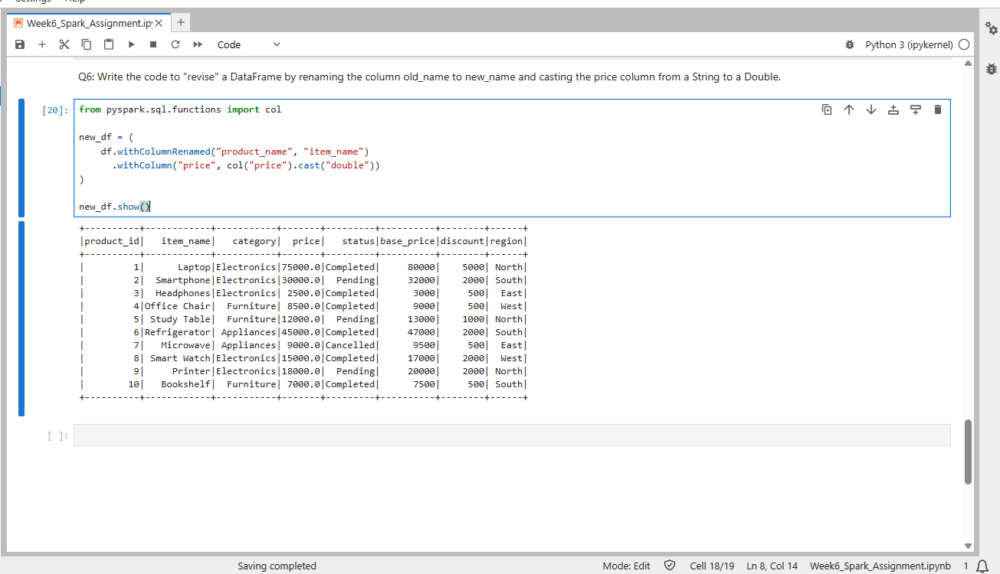 Settings Help
Week6_Spark_Assignment.ip
Code
Python 3 (ipykernel)
Q6: Write the code to "revise" a DataFrame by renaming the column old_name to new_name and casting the price column from a String to a Double.
[20]:
from pyspark.sql.functions import col
new_df = (
    df.withColumnRenamed("product_name", "item_name")
      .withColumn("price", col("price").cast("double"))
)
new_df.show()
+----------+------------+-----------+-------+---------+----------+--------+------+
|product_id|   item_name|   category|  price|   status|base_price|discount|region|
+----------+------------+-----------+-------+---------+----------+--------+------+
|         1|      Laptop|Electronics|75000.0|Completed|     80000|    5000| North|
|         2|  Smartphone|Electronics|30000.0|  Pending|     32000|    2000| South|
|         3|  Headphones|Electronics| 2500.0|Completed|      3000|     500|  East|
|         4|Office Chair|  Furniture| 8500.0|Completed|      9000|     500|  West|
|         5| Study Table|  Furniture|12000.0|  Pending|     13000|    1000| North|
|         6|Refrigerator| Appliances|45000.0|Completed|     47000|    2000| South|
|         7|   Microwave| Appliances| 9000.0|Cancelled|      9500|     500|  East|
|         8| Smart Watch|Electronics|15000.0|Completed|     17000|    2000|  West|
|         9|     Printer|Electronics|18000.0|  Pending|     20000|    2000| North|
|        10|   Bookshelf|  Furniture| 7000.0|Completed|      7500|     500| South|
+----------+------------+-----------+-------+---------+----------+--------+------+
[ ]:
Saving completed
Mode: Edit
Cell 18/19
Ln 8, Col 14
Week6_Spark_Assignment.ipynb
1